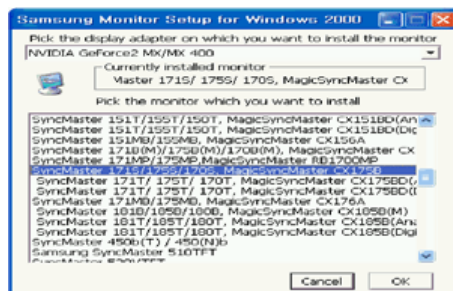 Samsung Monitor Setup for Windows 2000
Pick the display adapter on which you want to install the monitor
NVIDIA GeForce2 MX/MX 400
Currently installed monitor
Master 171S/ 175S/ 170S, MagicSyncMaster CX
Pick the monitor which you want to install
SyncMaster 151T/155T/150T, MagicSyncMaster CX151BD(An
SyncMaster 151T/155T/150T, MagicSyncMaster CX151BD(Dig
SyncMaster 151MB/155MB, MagicSyncMaster CX156A
SyncMaster 171B(M)/175B(M)/170B(M), MagicSyncMaster CX
SyncMaster 171MP/175MP,MagicSyncMaster RB1700MP
SyncMaster 171S/175S/170S, MagicSyncMaster CX175B
SyncMaster 171T/ 175T/ 170T, MagicSyncMaster CX175BD(
SyncMaster 171T/ 175T/ 170T, MagicSyncMaster CX175BD(
SyncMaster 171MB/175MB, MagicSyncMaster CX176A
SyncMaster 181B/185B/180B, MagicSyncMaster CX185B(M)
SyncMaster 181T/185T/180T, MagicSyncMaster CX185B(Ana
SyncMaster 181T/185T/180T, MagicSyncMaster CX185B(Digi
SyncMaster 450b(T) / 450(N)b
Samsung SyncMaster 510TFT
Cancel
OK